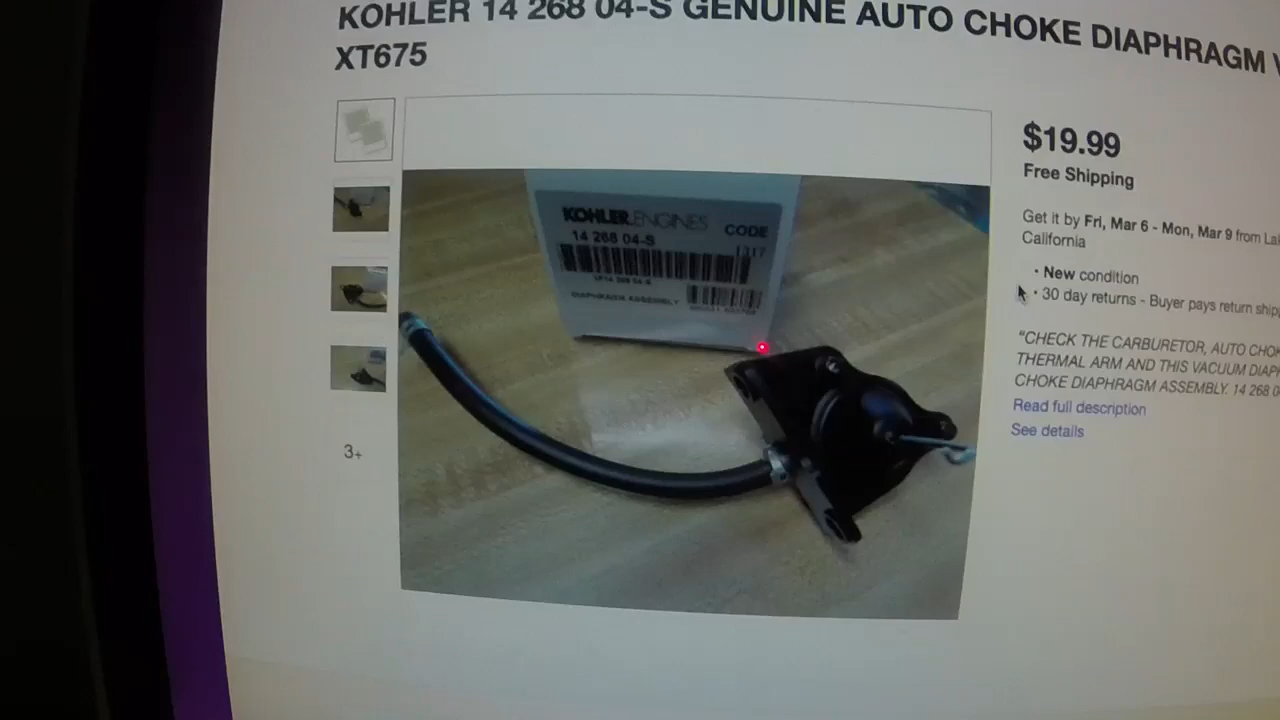 KOHLER 14 268 04-S GENUINE AUTO CHOKE DIAPHRAGM
XT675
$19.99
Free Shipping
Get it by Fri, Mar 6 - Mon, Mar 9 from
California
• New condition
• 30 day returns - Buyer pays return
"CHECK THE CARBURETOR, AUTO
THERMAL ARM AND THIS VACUUM
CHOKE DIAPHRAGM ASSEMBLY. 14 268
Read full description
See details
3+
KOHLER ENGINES
CODE
14 268 04-S
1317
DIAPHRAGM ASSEMBLY